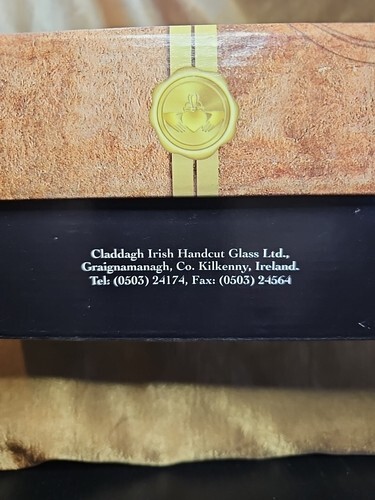 Claddagh Irish Handcut Glass Ltd.,
Graignamanagh, Co. Kilkenny, Ireland.
Tel: (0503) 24174, Fax: (0503) 24564